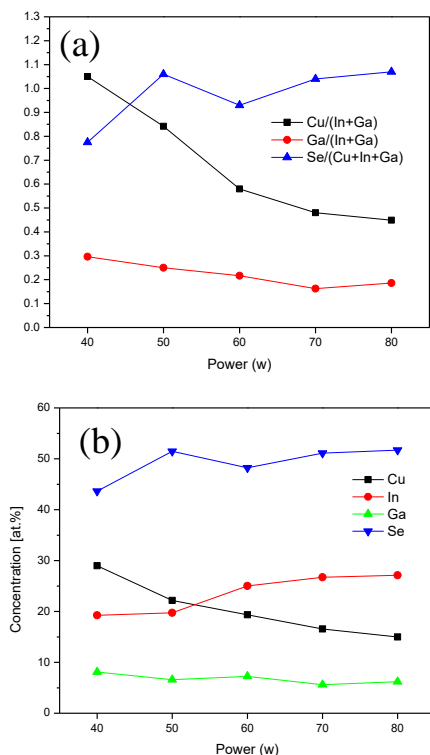 (a)
1.3
1.2
1.1
1.0
0.9
0.8
0.7
0.6
0.5
0.4
0.3
0.2
0.1
0.0
Cu/(In+Ga)
Ga/(In+Ga)
Se/(Cu+In+Ga)
40 50 60 70 80
Power (w)
(b)
Concentration [at.%]
60
50
40
30
20
10
0
Cu
In
Ga
Se
40 50 60 70 80
Power (w)